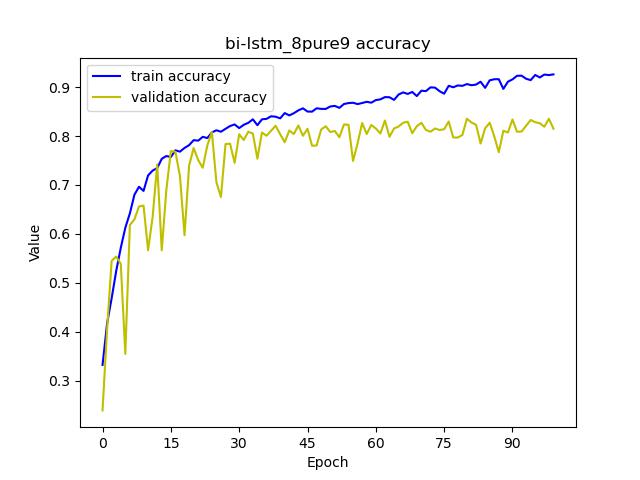 bi-lstm_8pure9 accuracy
train accuracy
validation accuracy
0.9
0.8
0.7
0.6
0.5
0.4
0.3
Value
0 15 30 45 60 75 90
Epoch